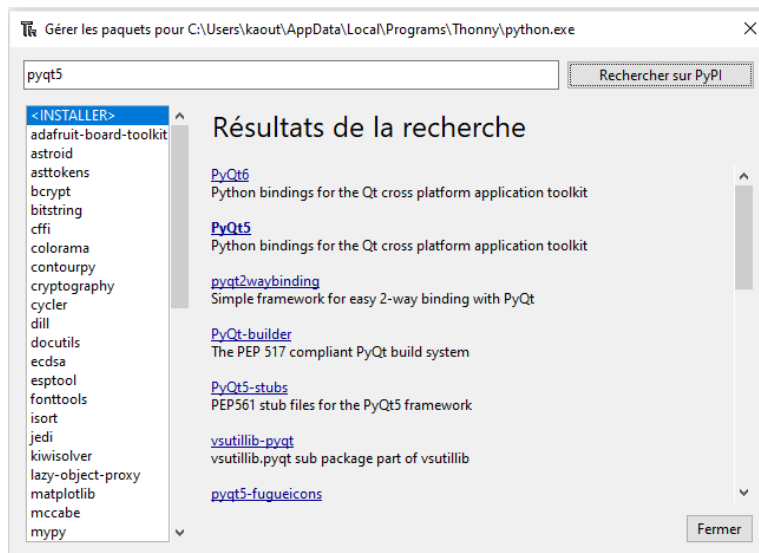 Gérer les paquets pour C:\Users\kaout\AppData\Local\Programs\Thonny\python.exe
pyqt5
Rechercher sur PyPI
<INSTALLER>
adafruit-board-toolkit
astroid
asttokens
bcrypt
bitstring
cffi
colorama
contourpy
cryptography
cycler
dill
docutils
ecdsa
esptool
fonttools
isort
jedi
kiwisolver
lazy-object-proxy
matplotlib
mccabe
mypy
Résultats de la recherche
PyQt6
Python bindings for the Qt cross platform application toolkit
PyQt5
Python bindings for the Qt cross platform application toolkit
pyqt2waybinding
Simple framework for easy 2-way binding with PyQt
PyQt-builder
The PEP 517 compliant PyQt build system
PyQt5-stubs
PEP561 stub files for the PyQt5 framework
vsutillib-pyqt
vsutillib.pyqt sub package part of vsutillib
pyqt5-fugueicons
Fermer